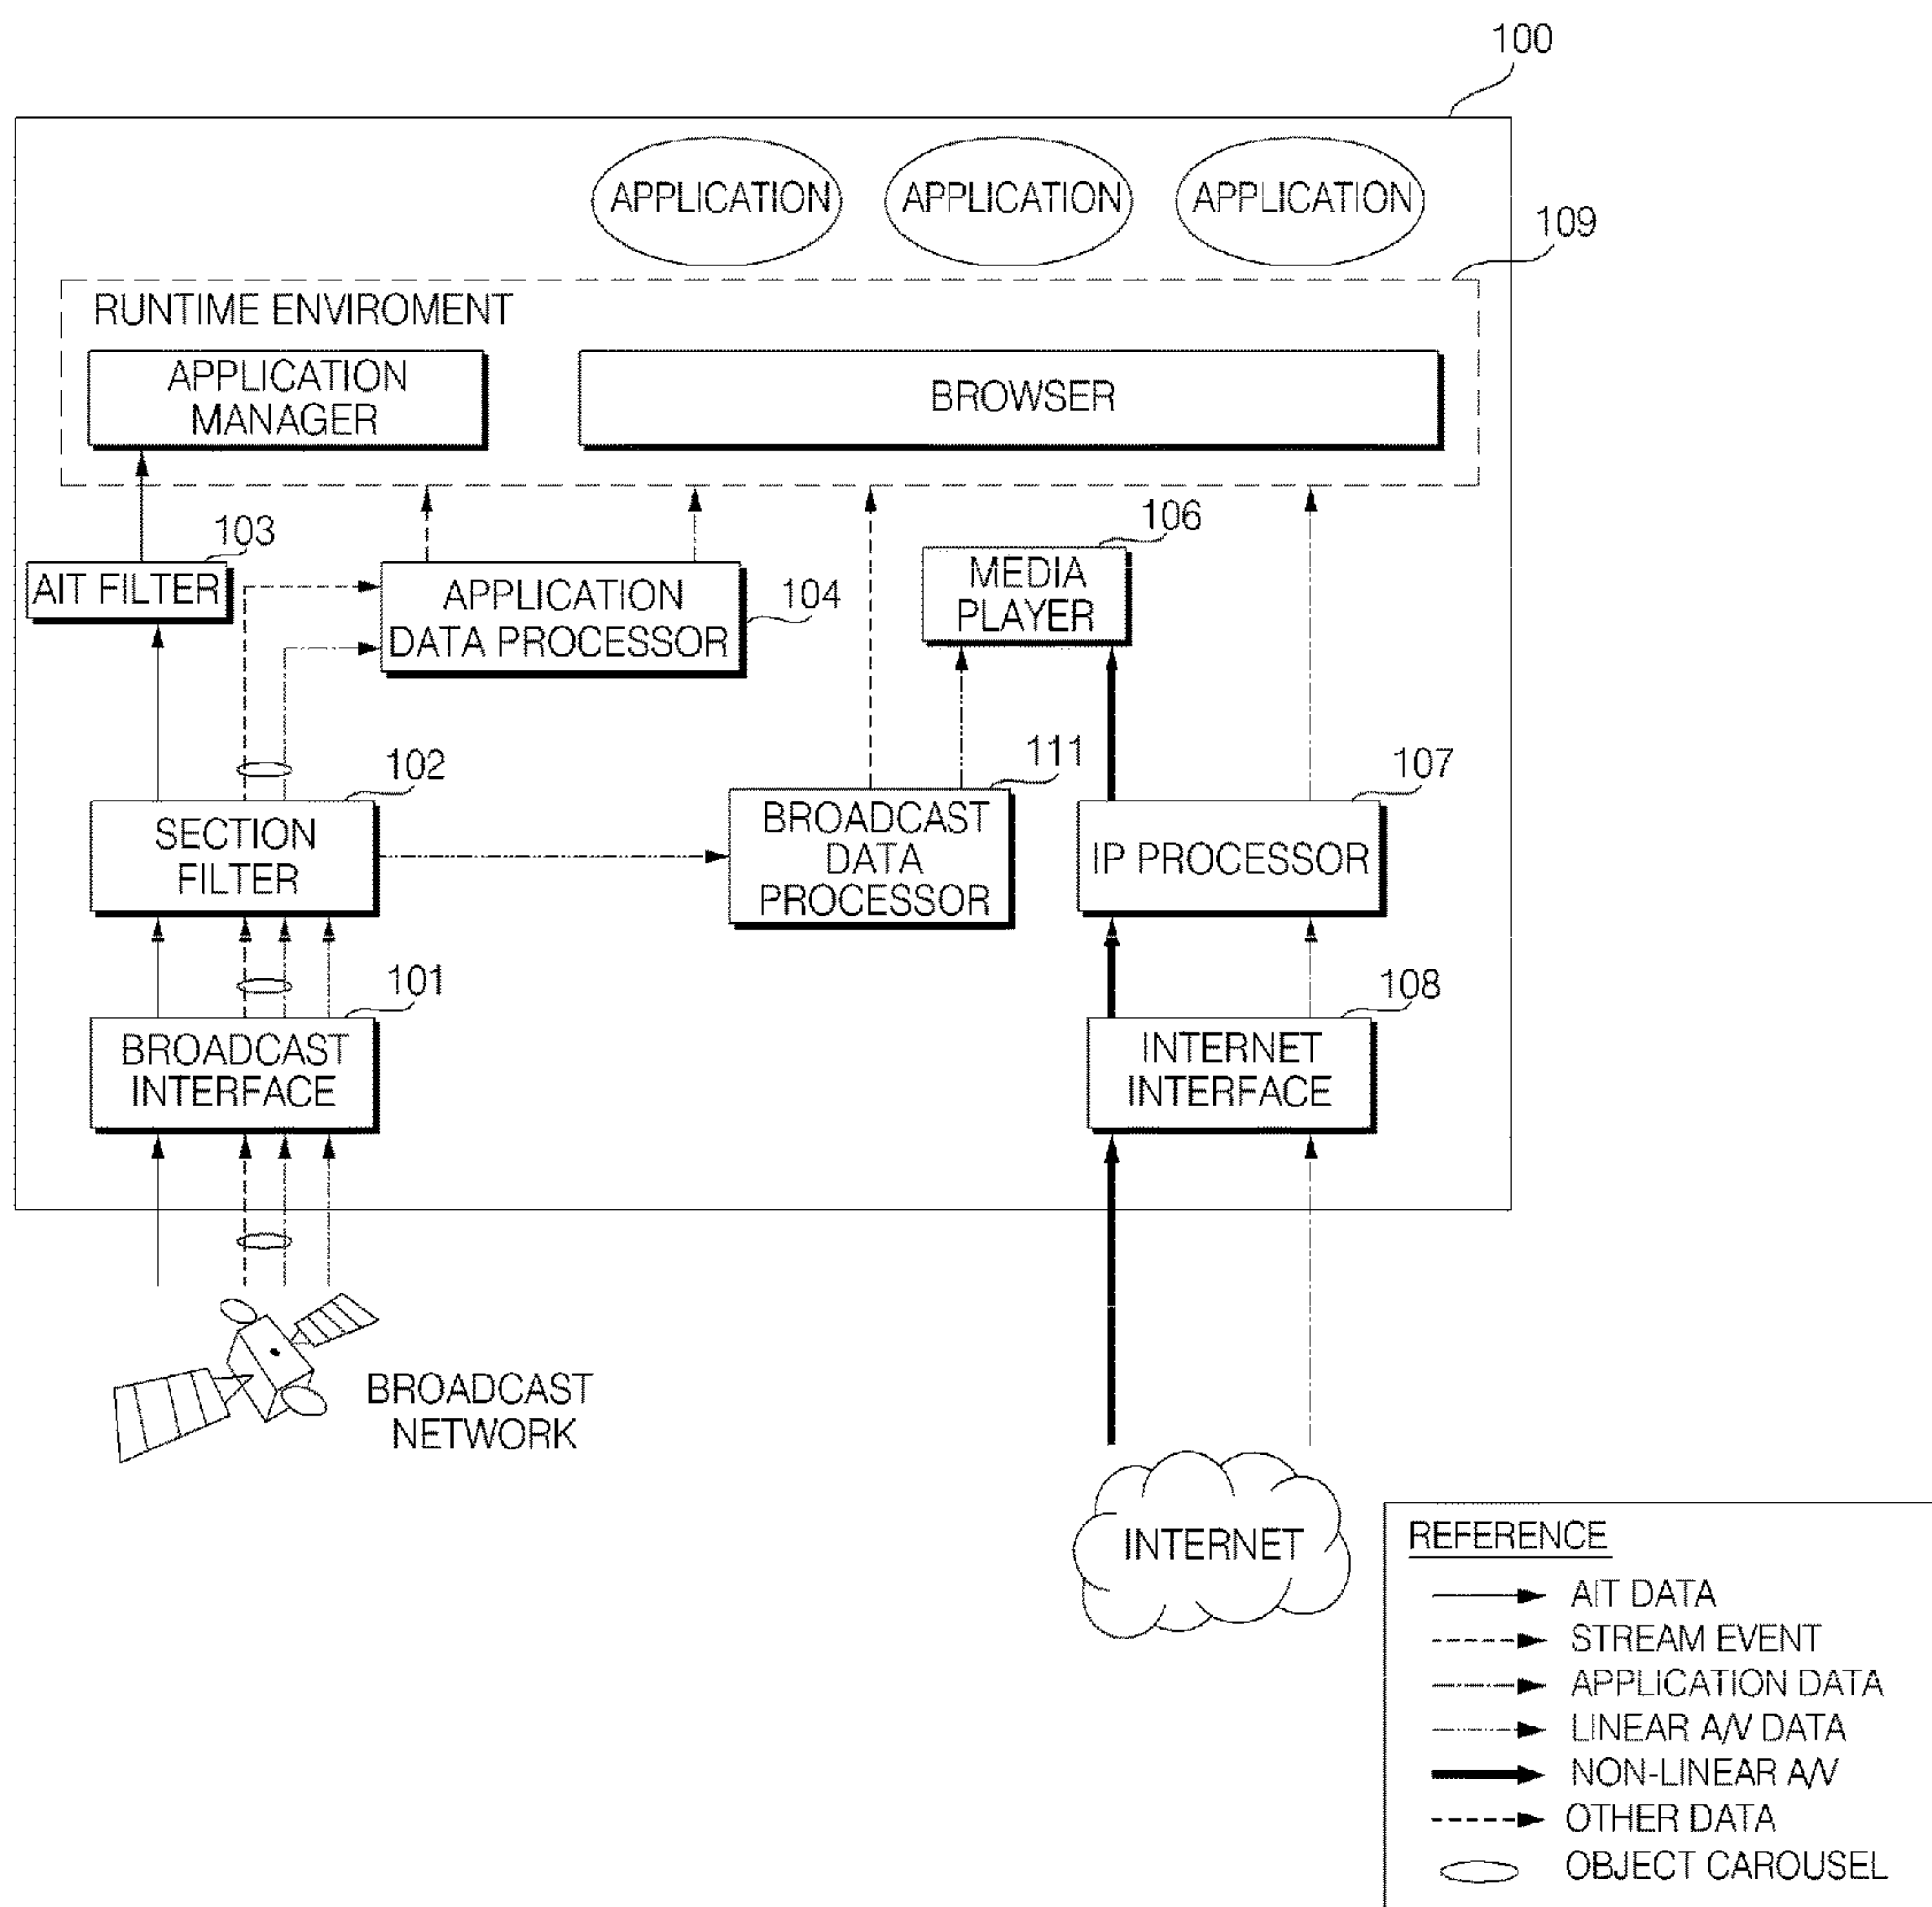 100
APPLICATION
APPLICATION
APPLICATION
109
RUNTIME ENVIROMENT
APPLICATION
MANAGER
BROWSER
103
AIT FILTER
APPLICATION
DATA PROCESSOR
104
106
MEDIA
PLAYER
102
SECTION
FILTER
111
BROADCAST
DATA
PROCESSOR
107
IP PROCESSOR
101
BROADCAST
INTERFACE
108
INTERNET
INTERFACE
BROADCAST
NETWORK
INTERNET
REFERENCE
AIT DATA
STREAM EVENT
APPLICATION DATA
LINEAR A/V DATA
NON-LINEAR A/V
OTHER DATA
OBJECT CAROUSEL